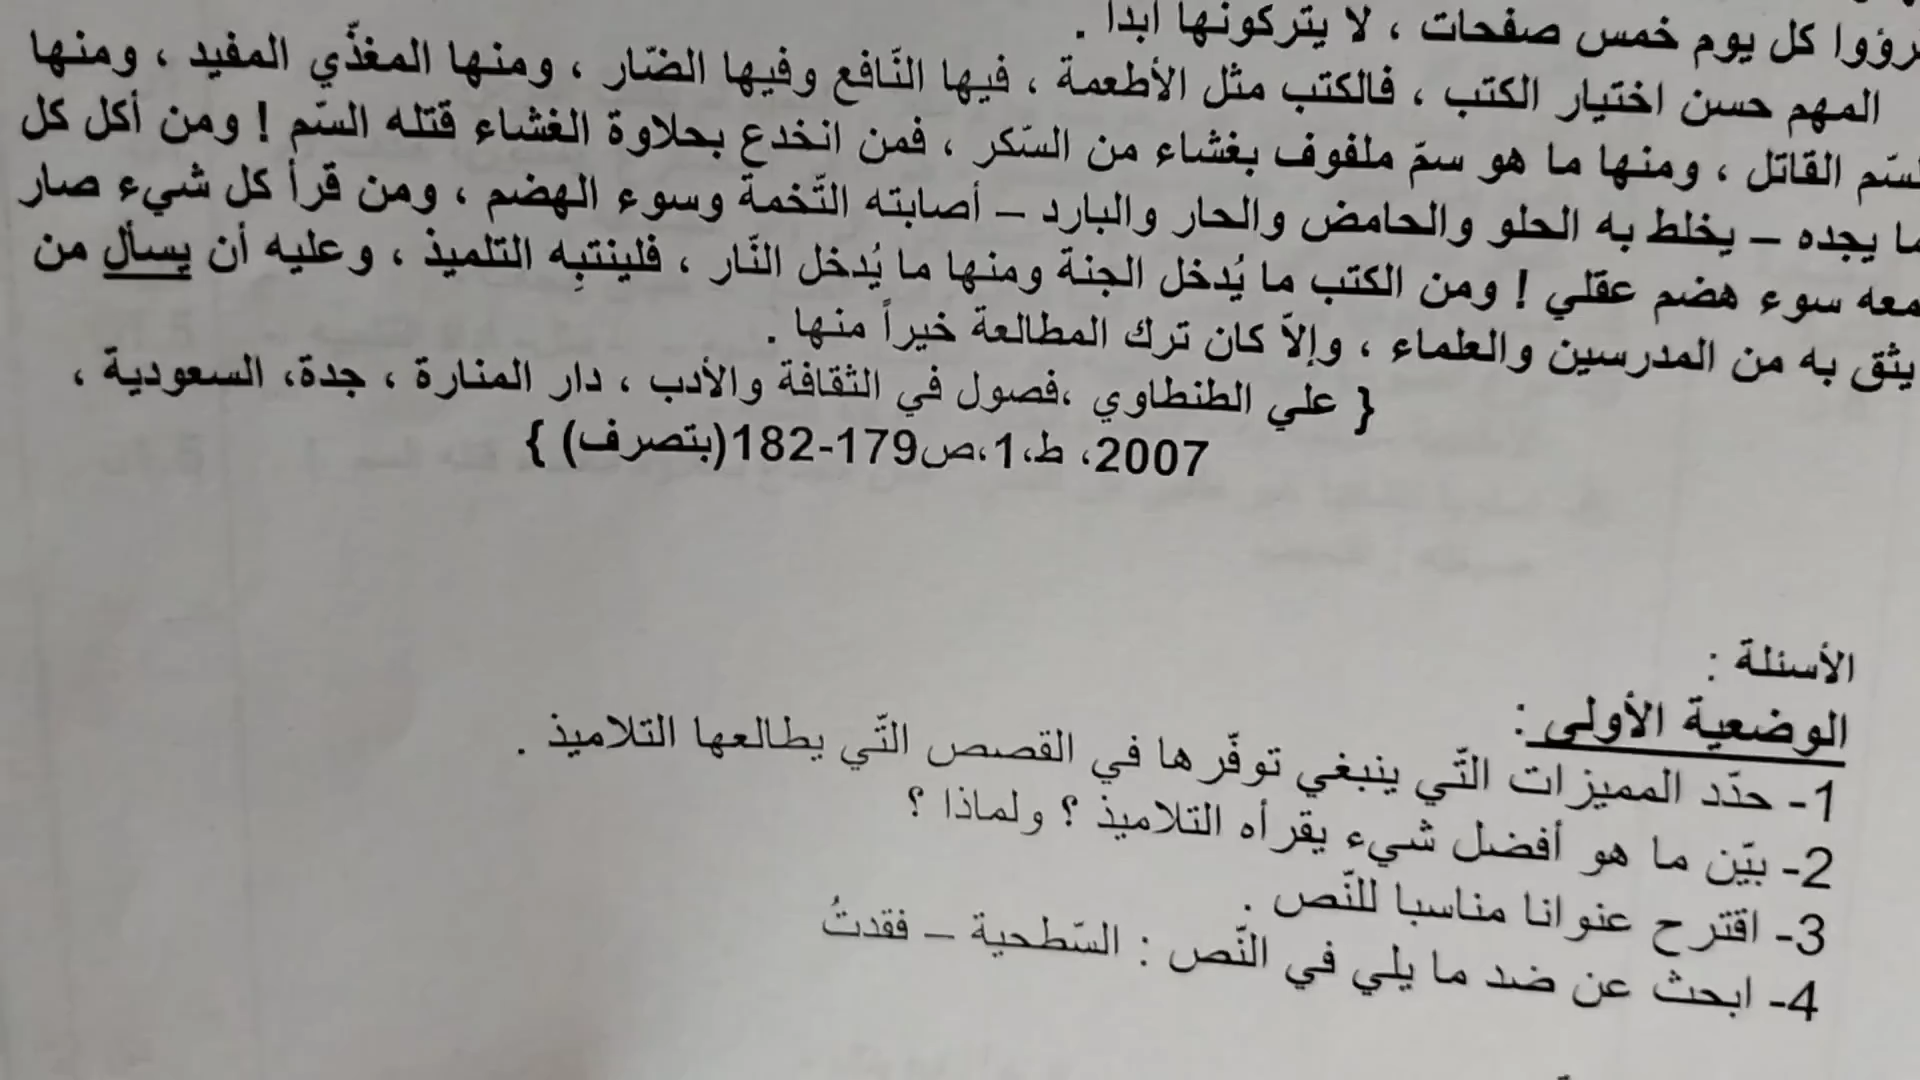 كل يوم خمس صفحات ، لا يتركونها أبدا .
المهم حسن اختيار الكتب ، فالكتب مثل الأطعمة ، فيها النّافع وفيها الضّار ، ومنها المغذّي المفيد ، ومنها
القاتل ، ومنها ما هو سمّ ملفوف بغشاء من السّكر ، فمن انخدع بحلاوة الغشاء قتله السّم ! ومن أكل كل
ما يجده – يخلط به الحلو والحامض والحار والبارد – أصابته التّخمة وسوء الهضم ، ومن قرأ كل شيء صار
معه سوء هضم عقلي ! ومن الكتب ما يُدخل الجنة ومنها ما يُدخل النّار ، فلينتبِه التلميذ ، وعليه أن يسأل من
يثق به من المدرسين والعلماء ، وإلاّ كان ترك المطالعة خيراً منها .
{ علي الطنطاوي ،فصول في الثقافة والأدب ، دار المنارة ، جدة، السعودية ،
2007، ط،1،ص179-182(بتصرف) }
الأسئلة :
الوضعية الأولى :
1- حدّد المميزات التّي ينبغي توفّرها في القصص التّي يطالعها التلاميذ .
2- بيّن ما هو أفضل شيء يقرأه التلاميذ ؟ ولماذا ؟
3- اقترح عنوانا مناسبا للنّص .
4- ابحث عن ضد ما يلي في النّص : السّطحية – فقدتُ